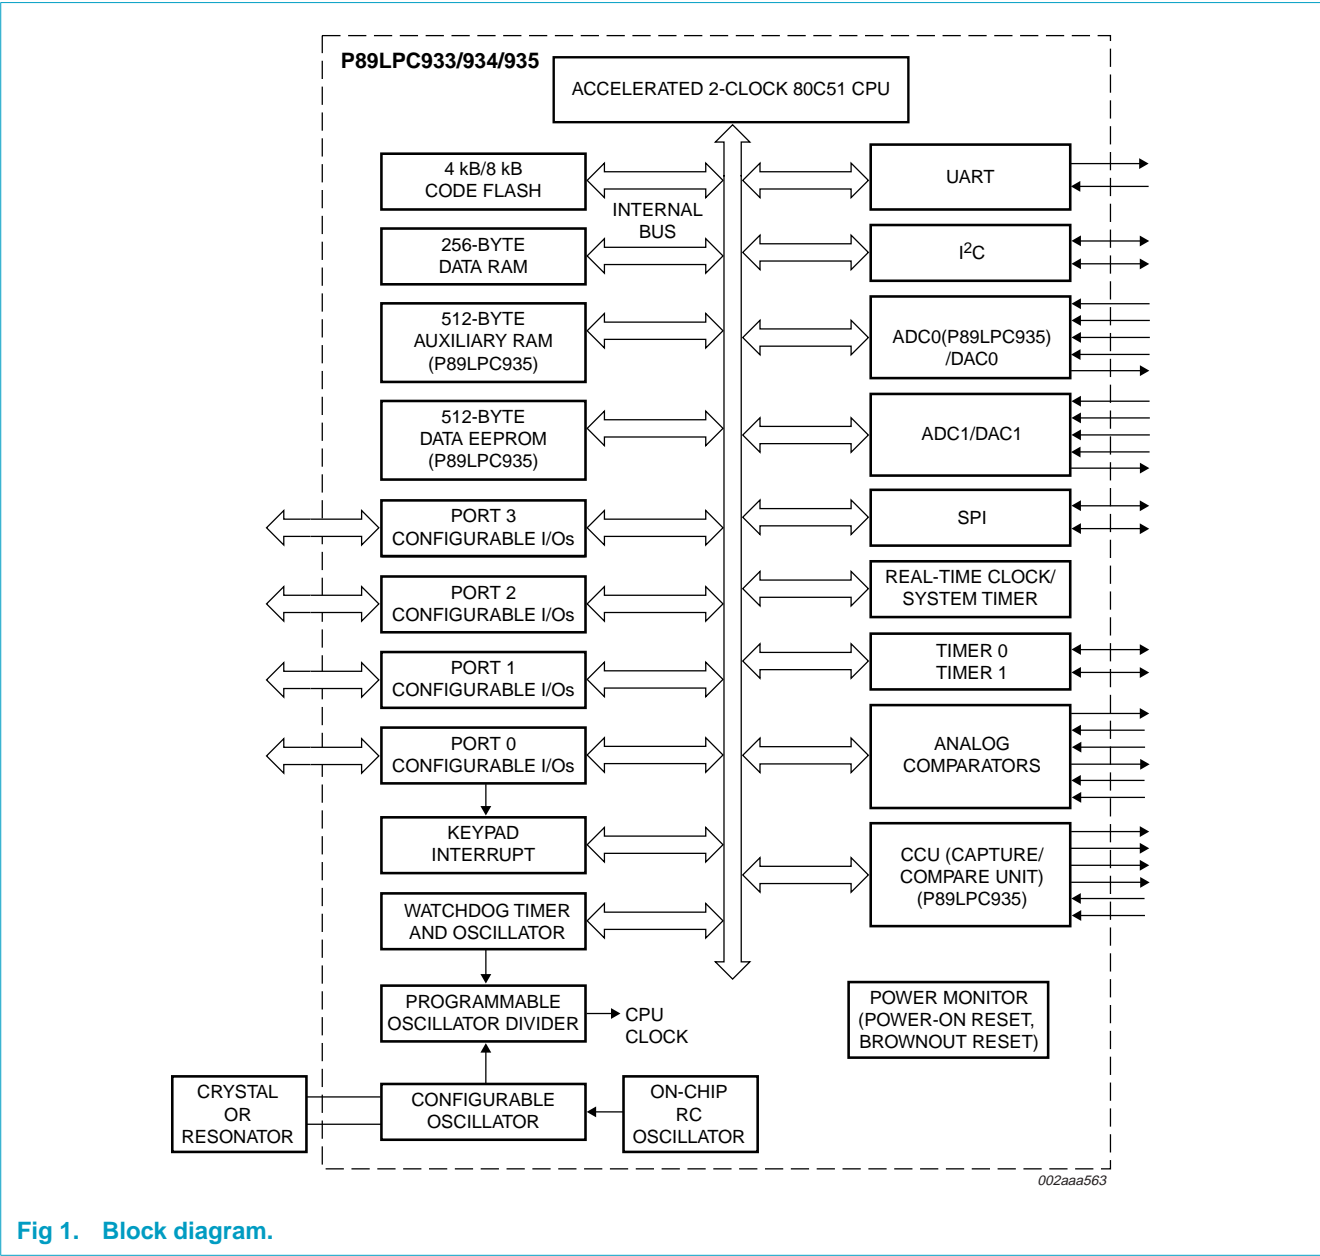 P89LPC933/934/935
ACCELERATED 2-CLOCK 80C51 CPU
4 kB/8 kB
CODE FLASH
INTERNAL
BUS
256-BYTE
DATA RAM
512-BYTE
AUXILIARY RAM
(P89LPC935)
512-BYTE
DATA EEPROM
(P89LPC935)
PORT 3
CONFIGURABLE I/Os
PORT 2
CONFIGURABLE I/Os
PORT 1
CONFIGURABLE I/Os
PORT 0
CONFIGURABLE I/Os
KEYPAD
INTERRUPT
WATCHDOG TIMER
AND OSCILLATOR
PROGRAMMABLE
OSCILLATOR DIVIDER
CPU
CLOCK
CRYSTAL
OR
RESONATOR
CONFIGURABLE
OSCILLATOR
ON-CHIP
RC
OSCILLATOR
UART
I2C
ADC0(P89LPC935)
/DAC0
ADC1/DAC1
SPI
REAL-TIME CLOCK/
SYSTEM TIMER
TIMER 0
TIMER 1
ANALOG
COMPARATORS
CCU (CAPTURE/
COMPARE UNIT)
(P89LPC935)
POWER MONITOR
(POWER-ON RESET,
BROWNOUT RESET)
002aaa563
Fig 1. Block diagram.